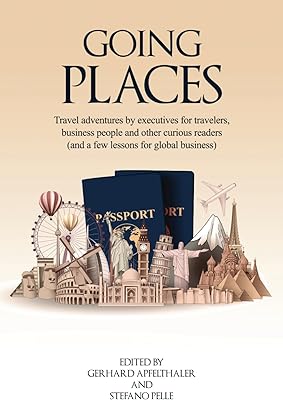 GOING
PLACES
Travel adventures by executives for travelers,
business people and other curious readers
(and a few lessons for global business)
PASSPORT
PORT
EDITED BY
GERHARD APFELTHALER
AND
STEFANO PELLE